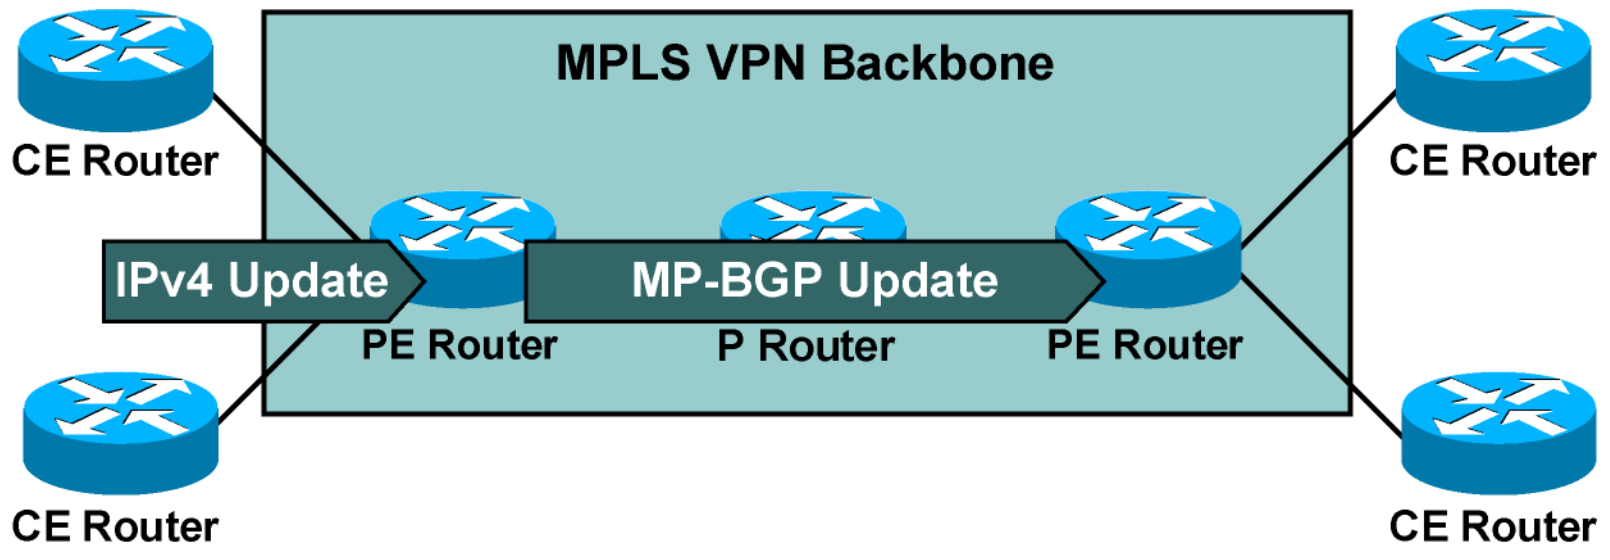 MPLS VPN Backbone
CE Router
CE Router
IPv4 Update
MP-BGP Update
PE Router
P Router
PE Router
CE Router
CE Router